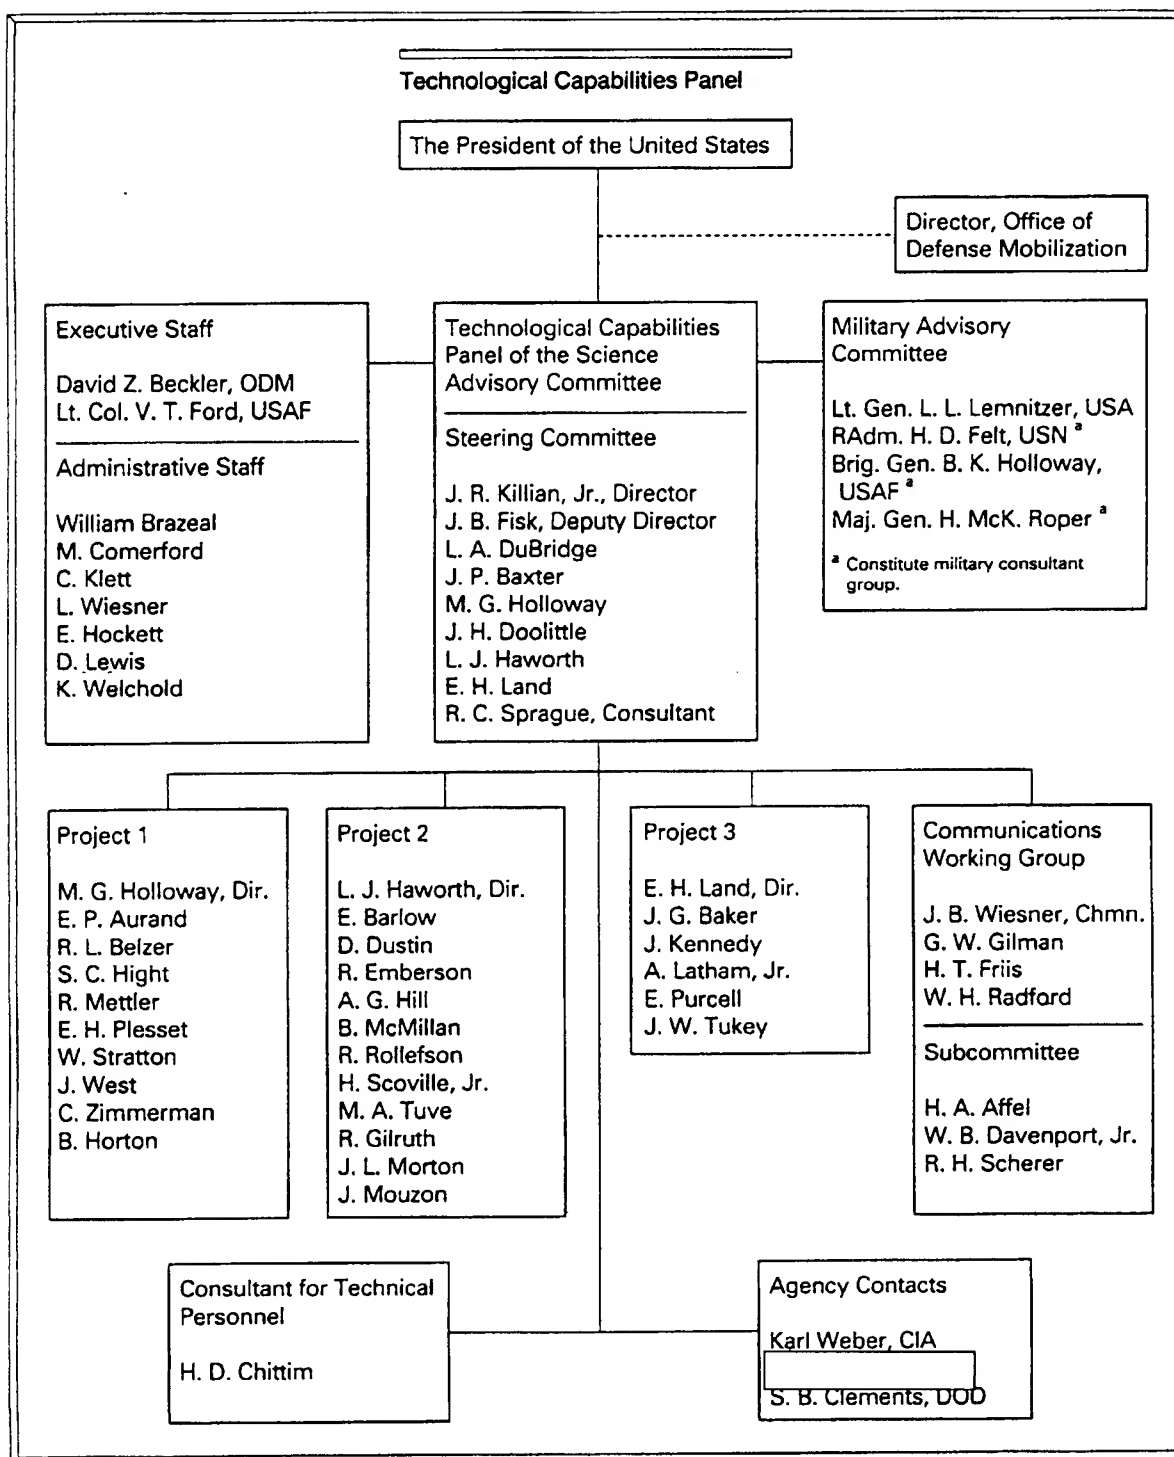 Technological Capabilities Panel
The President of the United States
Director, Office of
Defense Mobilization
Executive Staff
David Z. Beckler, ODM
Lt. Col. V. T. Ford, USAF
Administrative Staff
William Brazeal
M. Comerford
C. Klett
L. Wiesner
E. Hockett
D. Lewis
K. Welchold
Technological Capabilities
Panel of the Science
Advisory Committee
Steering Committee
J. R. Killian, Jr., Director
J. B. Fisk, Deputy Director
L. A. DuBridge
J. P. Baxter
M. G. Holloway
J. H. Doolittle
L. J. Haworth
E. H. Land
R. C. Sprague, Consultant
Military Advisory
Committee
Lt. Gen. L. L. Lemnitzer, USA
RAdm. H. D. Felt, USN a
Brig. Gen. B. K. Holloway,
USAF a
Maj. Gen. H. McK. Roper a
a Constitute military consultant
group.
Project 1
M. G. Holloway, Dir.
E. P. Aurand
R. L. Belzer
S. C. Hight
R. Mettler
E. H. Plesset
W. Stratton
J. West
C. Zimmerman
B. Horton
Project 2
L. J. Haworth, Dir.
E. Barlow
D. Dustin
R. Emberson
A. G. Hill
B. McMillan
R. Rollefson
H. Scoville, Jr.
M. A. Tuve
R. Gilruth
J. L. Morton
J. Mouzon
Project 3
E. H. Land, Dir.
J. G. Baker
J. Kennedy
A. Latham, Jr.
E. Purcell
J. W. Tukey
Communications
Working Group
J. B. Wiesner, Chmn.
G. W. Gilman
H. T. Friis
W. H. Radford
Subcommittee
H. A. Affel
W. B. Davenport, Jr.
R. H. Scherer
Consultant for Technical
Personnel
H. D. Chittim
Agency Contacts
Karl Weber, CIA
S. B. Clements, DOD